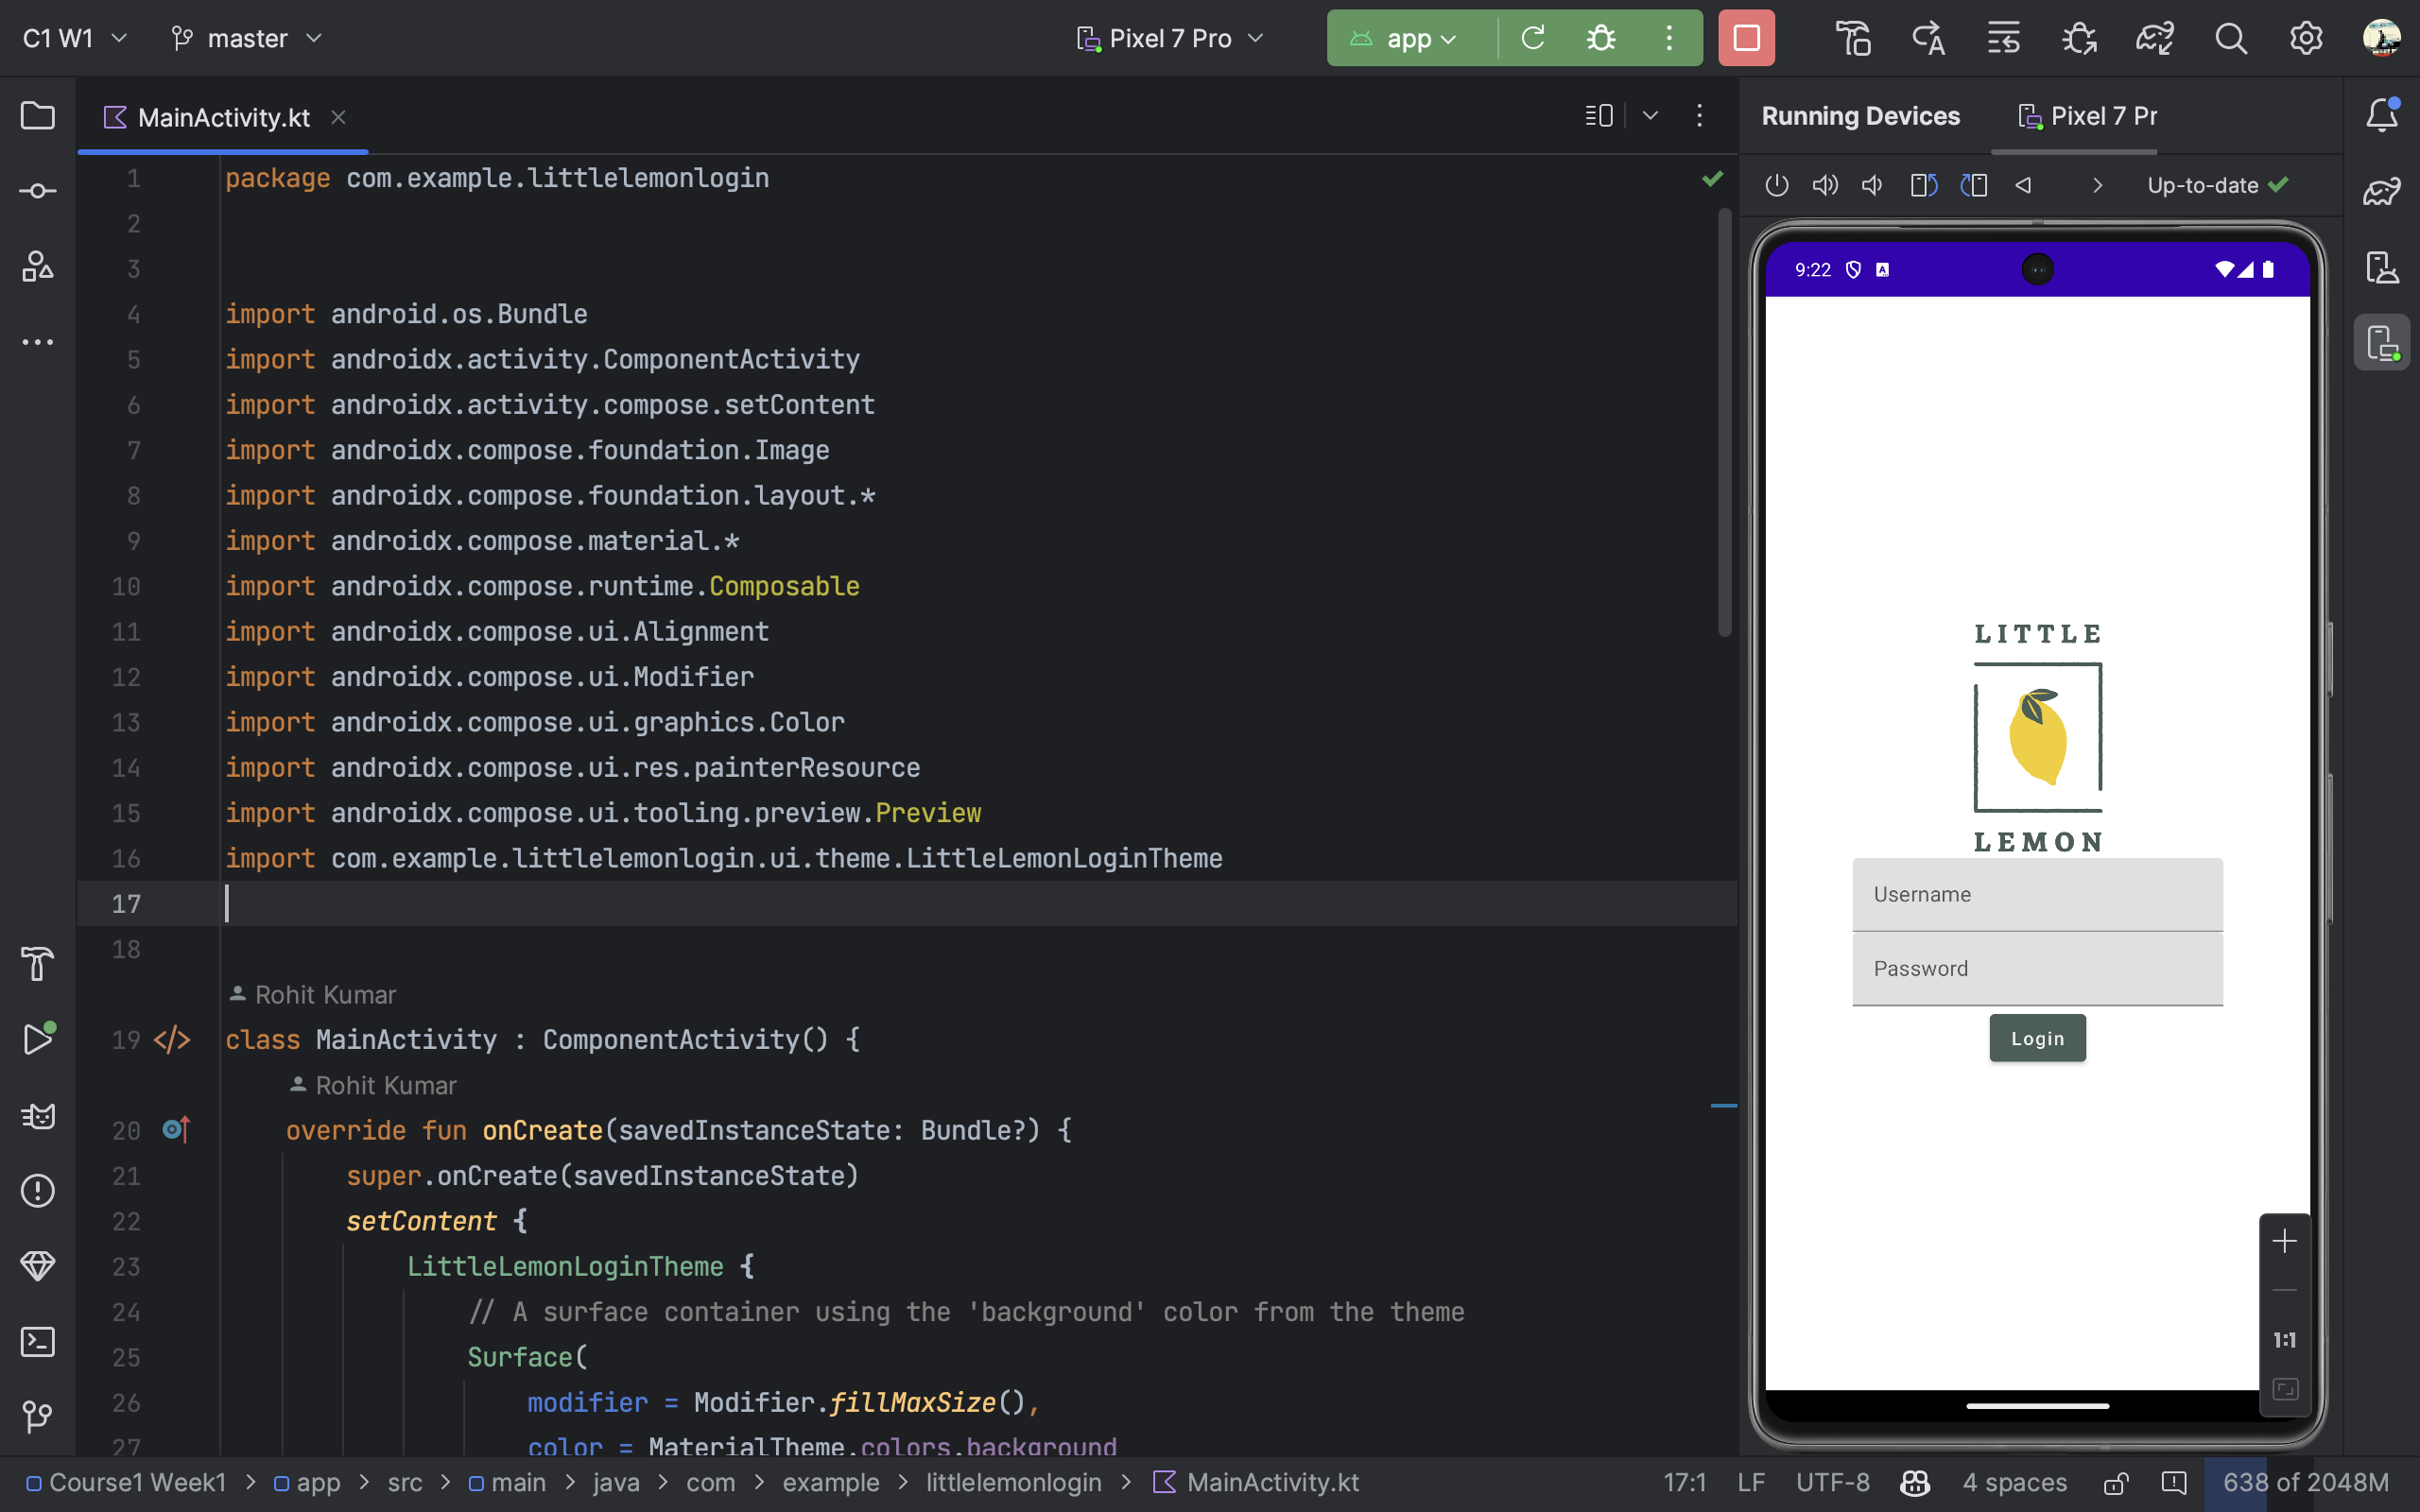 C1 W1
master
Pixel 7 Pro
app
MainActivity.kt
1 package com.example.littlelemonlogin
2
3
4 import android.os.Bundle
5 import androidx.activity.ComponentActivity
6 import androidx.activity.compose.setContent
7 import androidx.compose.foundation.Image
8 import androidx.compose.foundation.layout.*
9 import androidx.compose.material.*
10 import androidx.compose.runtime.Composable
11 import androidx.compose.ui.Alignment
12 import androidx.compose.ui.Modifier
13 import androidx.compose.ui.graphics.Color
14 import androidx.compose.ui.res.painterResource
15 import androidx.compose.ui.tooling.preview.Preview
16 import com.example.littlelemonlogin.ui.theme.LittleLemonLoginTheme
17
18
Rohit Kumar
19 class MainActivity : ComponentActivity() {
Rohit Kumar
20 override fun onCreate(savedInstanceState: Bundle?) {
21 super.onCreate(savedInstanceState)
22 setContent {
23 LittleLemonLoginTheme {
24 // A surface container using the 'background' color from the theme
25 Surface(
26 modifier = Modifier.fillMaxSize(),
27 color = MaterialTheme.colors.background
Running Devices
Pixel 7 Pr
Up-to-date
9:22
LITTLE
LEMON
Username
Password
Login
1:1
Course1 Week1 > app > src > main > java > com > example > littlelemonlogin > MainActivity.kt
17:1 LF UTF-8 4 spaces 638 of 2048M